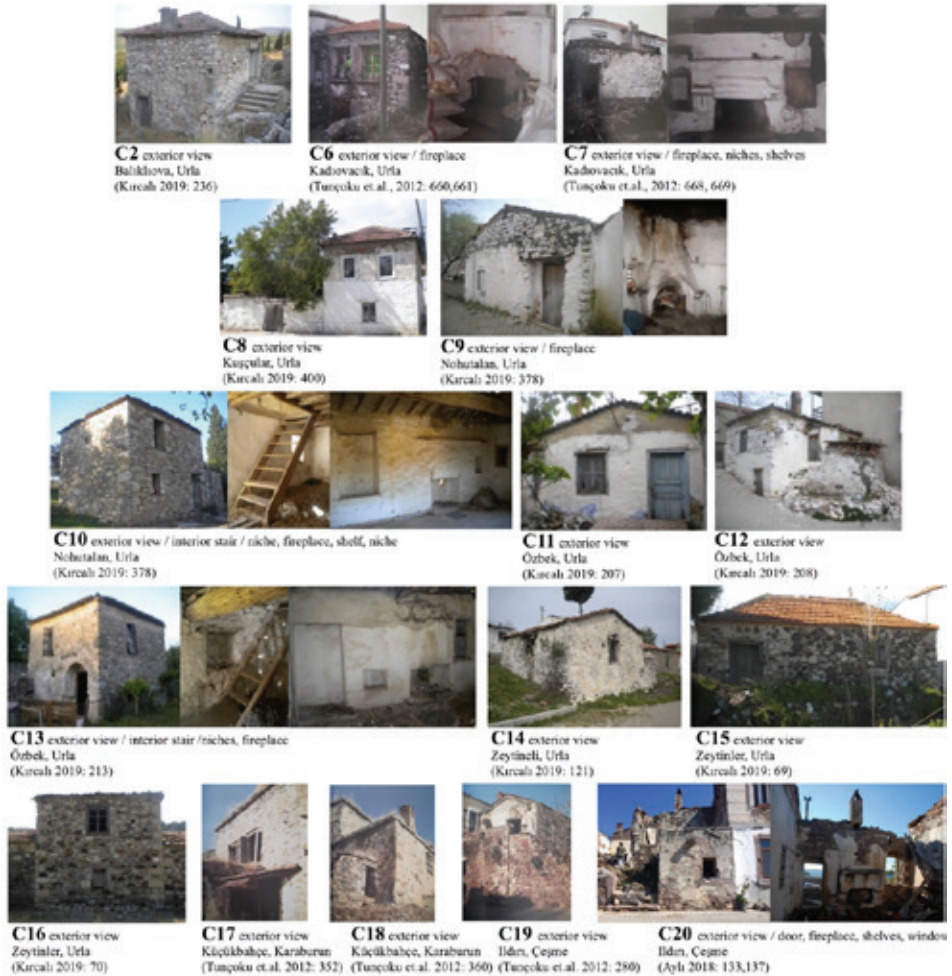 C2 exterior view
Balıklıova, Urla
(Kırcalı 2019: 236)
C6 exterior view / fireplace
Kadıovacık, Urla
(Tunçoku et.al., 2012: 660,661)
C7 exterior view / fireplace, niches, shelves
Kadıovacık, Urla
(Tunçoku et.al., 2012: 668, 669)
C8 exterior view
Kuşçular, Urla
(Kırcalı 2019: 400)
C9 exterior view / fireplace
Nohutalan, Urla
(Kırcalı 2019: 378)
C10 exterior view / interior stair / niche, fireplace, shelf, niche
Nohutalan, Urla
(Kırcalı 2019: 378)
C11 exterior view
Özbek, Urla
(Kırcalı 2019: 207)
C12 exterior view
Özbek, Urla
(Kırcalı 2019: 208)
C13 exterior view / interior stair /niches, fireplace
Özbek, Urla
(Kırcalı 2019: 213)
C14 exterior view
Zeytineli, Urla
(Kırcalı 2019: 121)
C15 exterior view
Zeytinler, Urla
(Kırcalı 2019: 69)
C16 exterior view
Zeytinler, Urla
(Kırcalı 2019: 70)
C17 exterior view
Küçükbahçe, Karaburun
(Tunçoku et.al. 2012: 352)
C18 exterior view
Küçükbahçe, Karaburun
(Tunçoku et.al. 2012: 360)
C19 exterior view
Ildırı, Çeşme
(Tunçoku et.al. 2012: 280)
C20 exterior view / door, fireplace, shelves, window
Ildırı, Çeşme
(Aylı 2018: 133,137)